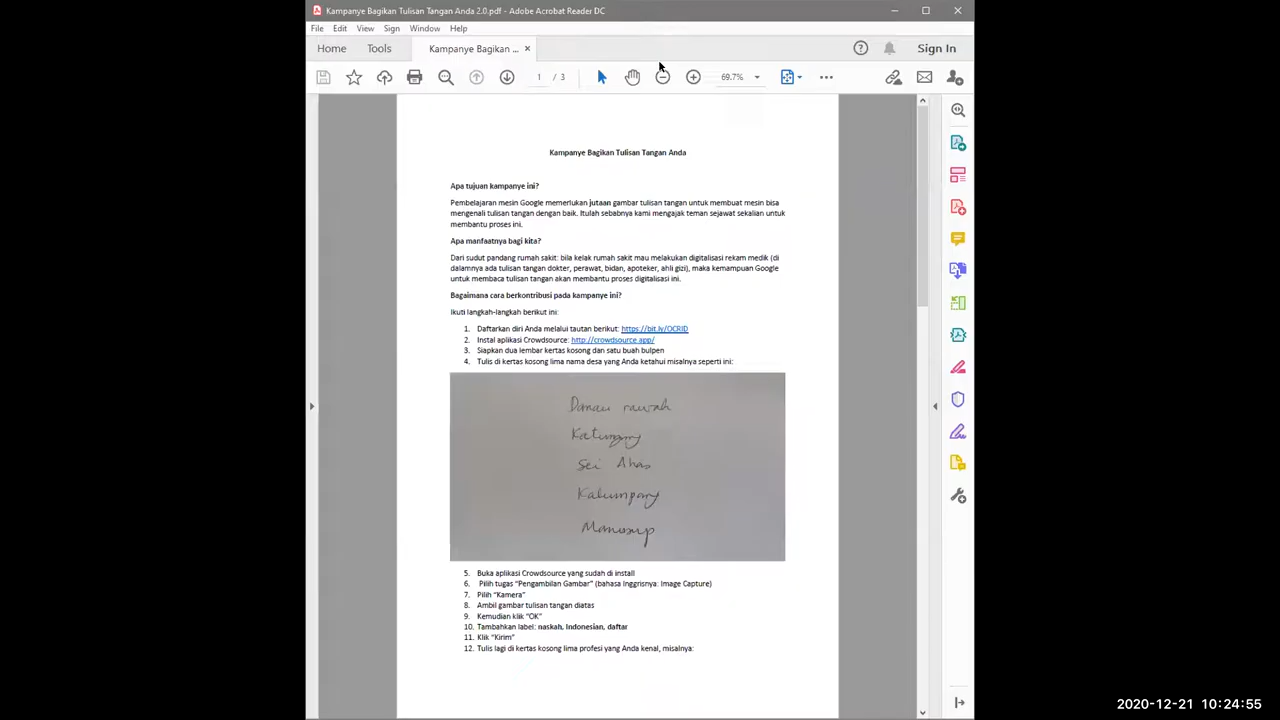 Kampanye Bagikan Tulisan Tangan Anda 2.0.pdf - Adobe Acrobat Reader DC
File Edit View Sign Window Help
Home Tools Kampanye Bagikan ... Sign In
1 / 3 69.7%
Kampanye Bagikan Tulisan Tangan Anda
Apa tujuan kampanye ini?
Pembelajaran mesin Google memerlukan jutaan gambar tulisan tangan untuk membuat mesin bisa
mengenali tulisan tangan dengan baik. Itulah sebabnya kami mengajak teman sejawat sekalian untuk
membantu proses ini.
Apa manfaatnya bagi kita?
Dari sudut pandang rumah sakit: bila kelak rumah sakit mau melakukan digitalisasi rekam medik (di
dalamnya ada tulisan tangan dokter, perawat, bidan, apoteker, ahli gizi), maka kemampuan Google
untuk membaca tulisan tangan akan membantu proses digitalisasi ini.
Bagaimana cara berkontribusi pada kampanye ini?
Ikuti langkah-langkah berikut ini:
1. Daftarkan diri Anda melalui tautan berikut: https://bit.ly/OCRID
2. Instal aplikasi Crowdsource: http://crowdsource.app/
3. Siapkan dua lembar kertas kosong dan satu buah bulpen
4. Tulis di kertas kosong lima nama desa yang Anda ketahui misalnya seperti ini:
Danau rawah
Katunjung
Sei Ahas
Kalumpang
Manusup
5. Buka aplikasi Crowdsource yang sudah di install
6. Pilih tugas "Pengambilan Gambar" (bahasa Inggrisnya: Image Capture)
7. Pilih "Kamera"
8. Ambil gambar tulisan tangan diatas
9. Kemudian klik "OK"
10. Tambahkan label: naskah, Indonesian, daftar
11. Klik "Kirim"
12. Tulis lagi di kertas kosong lima profesi yang Anda kenal, misalnya:
2020-12-21 10:24:55